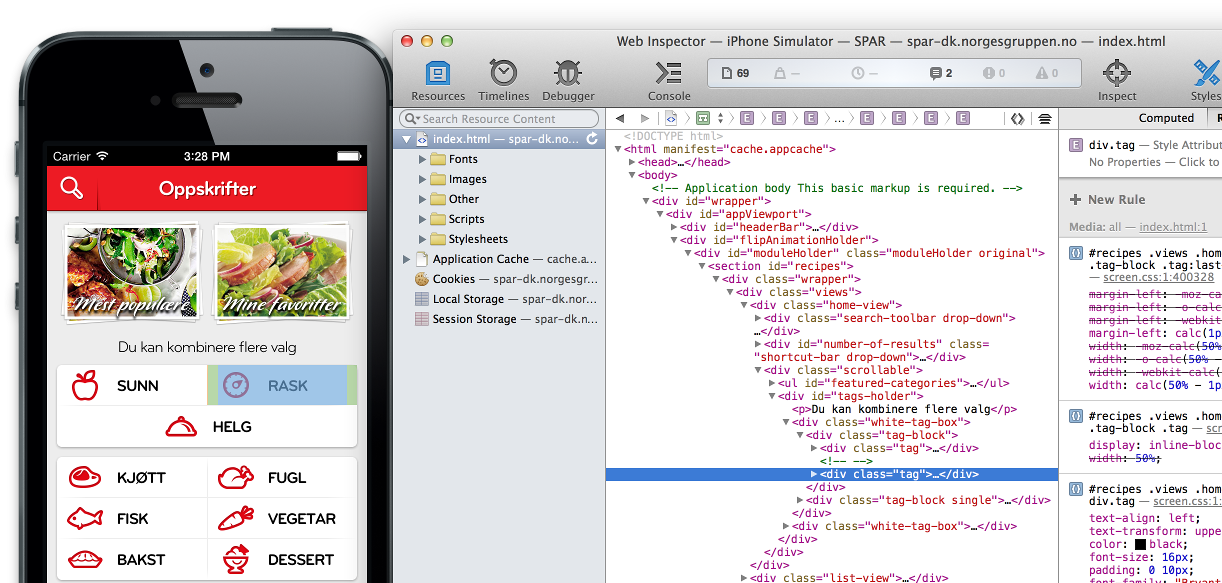 Carrier
3:28 PM
Oppskrifter
Mest populære
Mine favoritter
Du kan kombinere flere valg
SUNN
RASK
HELG
KJØTT
FUGL
FISK
VEGETAR
BAKST
DESSERT
Web Inspector — iPhone Simulator — SPAR — spar-dk.norgesgruppen.no — index.html
Resources Timelines Debugger Console 69 — — 2 0 0 Inspect Styles
Search Resource Content
index.html — spar-dk.no...
Fonts
Images
Other
Scripts
Stylesheets
Application Cache — cache.a...
Cookies — spar-dk.norgesgr...
Local Storage — spar-dk.nor...
Session Storage — spar-dk.n...
E E E ... E E E E
<!DOCTYPE html>
<html manifest="cache.appcache">
<head>…</head>
<body>
<!-- Application body This basic markup is required. -->
<div id="wrapper">
<div id="appViewport">
<div id="headerBar">…</div>
<div id="flipAnimationHolder">
<div id="moduleHolder" class="moduleHolder original">
<section id="recipes">
<div class="wrapper">
<div class="views">
<div class="home-view">
<div class="search-toolbar drop-down">
…</div>
<div id="number-of-results" class=
"shortcut-bar drop-down">…</div>
<div class="scrollable">
<ul id="featured-categories">…</ul>
<div id="tags-holder">
<p>Du kan kombinere flere valg</p>
<div class="white-tag-box">
<div class="tag-block">
<div class="tag">…</div>
<!-- -->
<div class="tag">…</div>
</div>
<div class="tag-block single">…</div>
</div>
<div class="white-tag-box">…</div>
</div>
</div>
</div>
<div class="list-view">…</div>
Computed
E div.tag — Style Attribut
No Properties — Click to
New Rule
Media: all — index.html:1
#recipes .views .hom
.tag-block .tag:last
— screen.css:1:400328
margin-left: -moz-ca
margin-left: -o-calc
margin-left: -webkit
margin-left: calc(1p
width: -moz-calc(50%
width: -o-calc(50% -
width: -webkit-calc(
width: calc(50% - 1p
#recipes .views .hom
.tag-block .tag — scr
display: inline-bloc
width: 50%;
#recipes .views .hom
div.tag — screen.css:1:
text-align: left;
text-transform: uppe
color: black;
font-size: 16px;
padding: 0 10px;
font-family: "Bryant